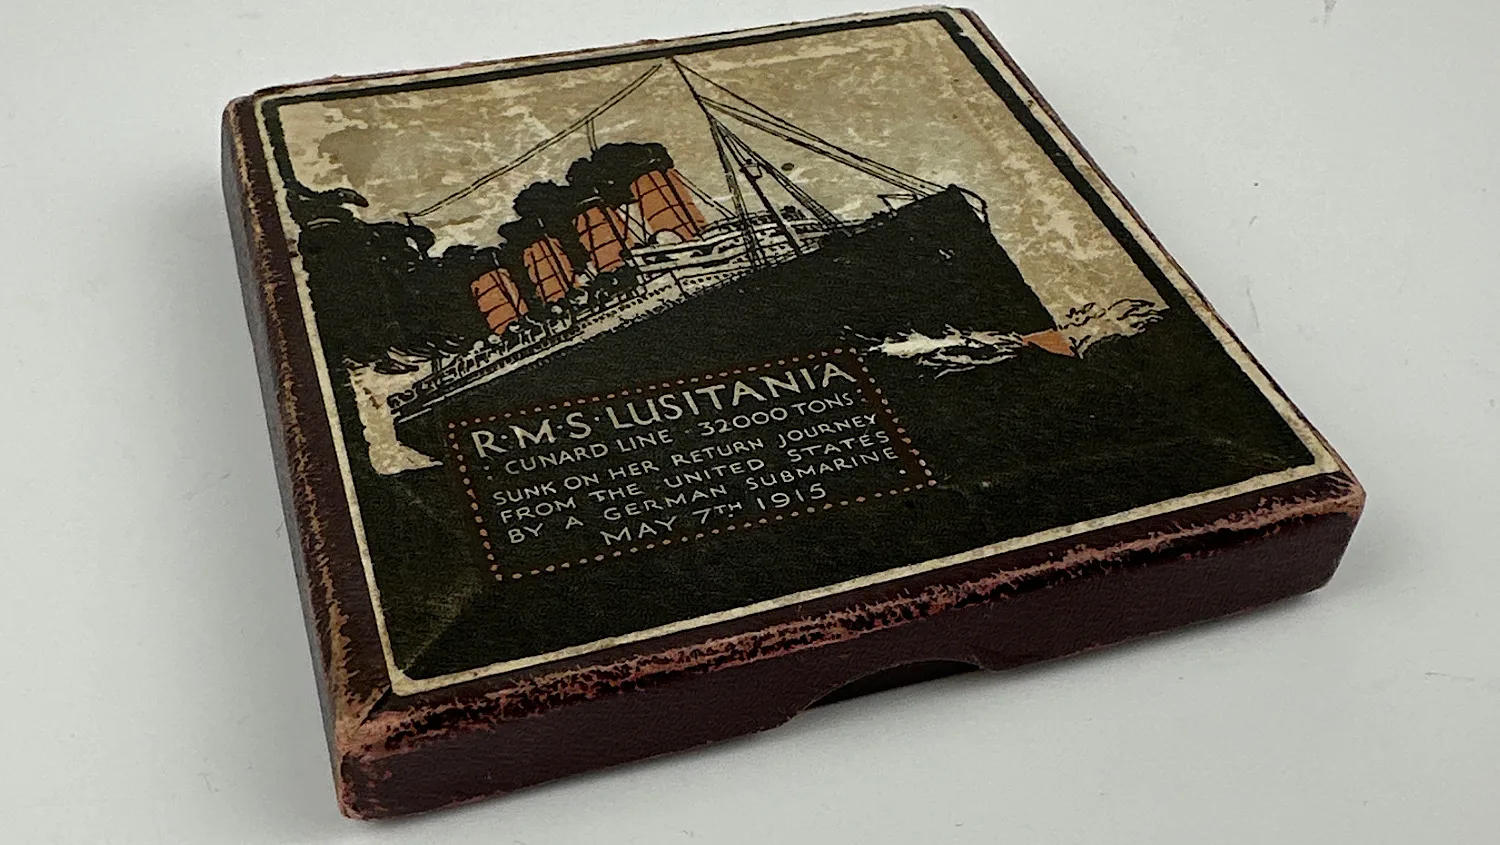 R·M·S·LUSITANIA
· CUNARD LINE · 32000 TONS ·
SUNK ON HER RETURN JOURNEY
FROM THE UNITED STATES
BY A GERMAN SUBMARINE
MAY 7TH 1915